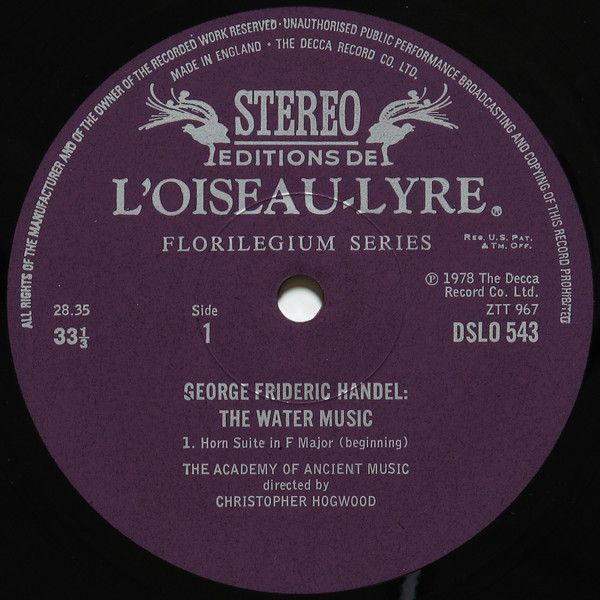 ALL RIGHTS OF THE MANUFACTURER AND OF THE OWNER OF THE RECORDED WORK RESERVED · UNAUTHORISED PUBLIC PERFORMANCE BROADCASTING AND COPYING OF THIS RECORD PROHIBITED
MADE IN ENGLAND · THE DECCA RECORD CO. LTD.
STEREO
EDITIONS DE
L'OISEAU-LYRE®
FLORILEGIUM SERIES
REG. U.S. PAT.
& TM. OFF.
℗ 1978 The Decca
Record Co. Ltd.
28.35
Side
ZTT 967
33⅓
1
DSLO 543
GEORGE FRIDERIC HANDEL:
THE WATER MUSIC
1. Horn Suite in F Major (beginning)
THE ACADEMY OF ANCIENT MUSIC
directed by
CHRISTOPHER HOGWOOD